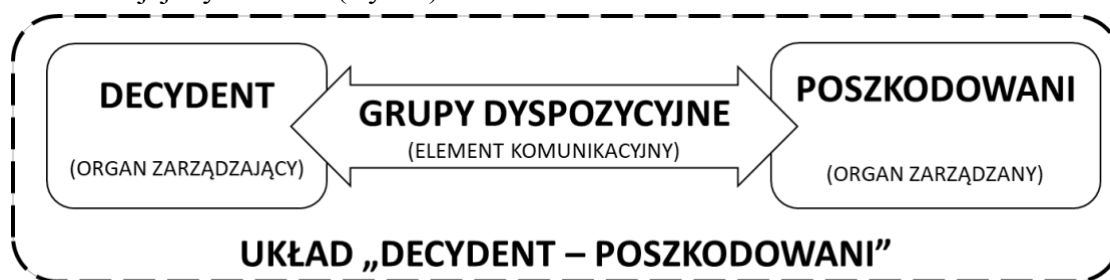 DECYDENT
(ORGAN ZARZĄDZAJĄCY)
GRUPY DYSPOZYCYJNE
(ELEMENT KOMUNIKACYJNY)
POSZKODOWANI
(ORGAN ZARZĄDZANY)
UKŁAD „DECYDENT – POSZKODOWANI”